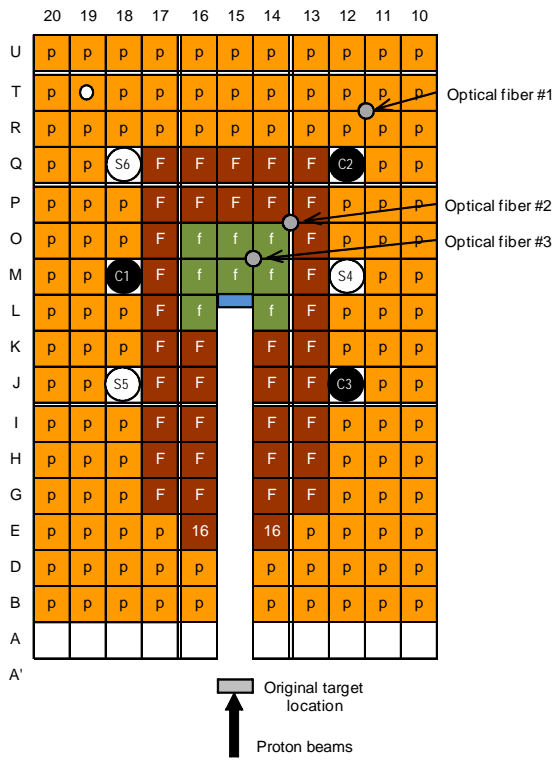 20 19 18 17 16 15 14 13 12 11 10
U p p p p p p p p p p p
T p p p p p p p p p p
Optical fiber #1
R p p p p p p p p p p p
Q p p S6 F F F F F C2 p p
P p p p F F F F F p p p
Optical fiber #2
O p p p F f f f F p p p
Optical fiber #3
M p p C1 F f f f F S4 p p
L p p p F f f F p p p
K p p p F F F F p p p
J p p S5 F F F F C3 p p
I p p p F F F F p p p
H p p p F F F F p p p
G p p p F F F F p p p
E p p p p 16 16 p p p p
D p p p p p p p p p p
B p p p p p p p p p p
A
A'
Original target
location
Proton beams